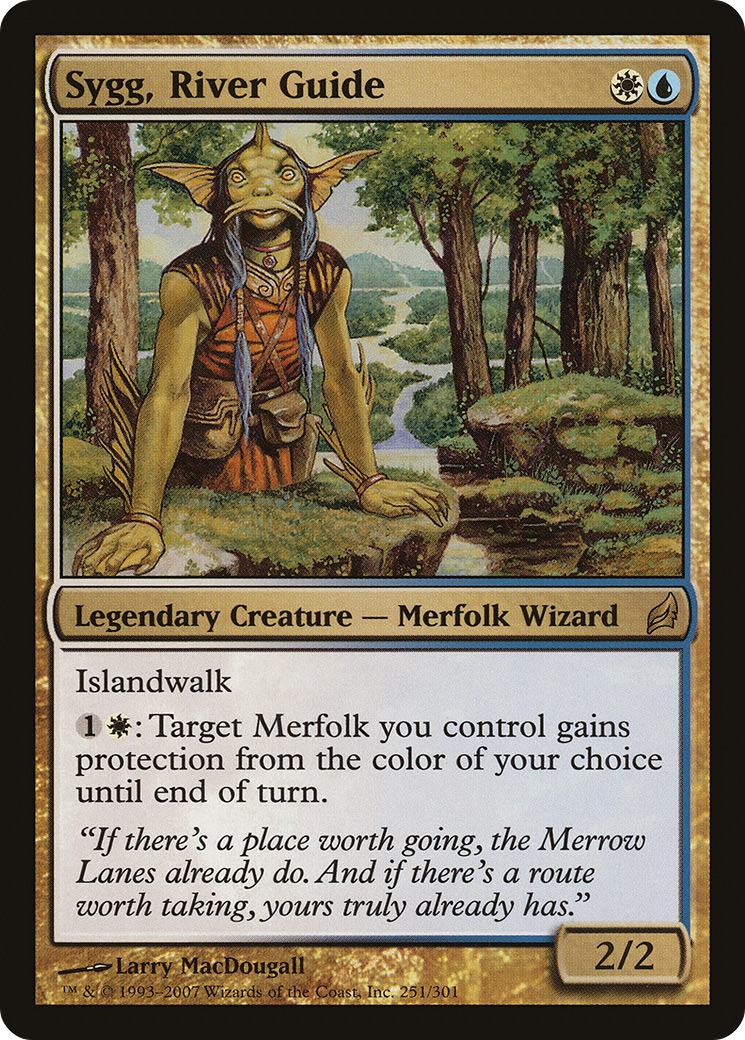 Sygg, River Guide
Legendary Creature — Merfolk Wizard
Islandwalk
1: Target Merfolk you control gains
protection from the color of your choice
until end of turn.
“If there’s a place worth going, the Merrow
Lanes already do. And if there’s a route
worth taking, yours truly already has.”
2/2
Larry MacDougall
™ & © 1993–2007 Wizards of the Coast, Inc. 251/301